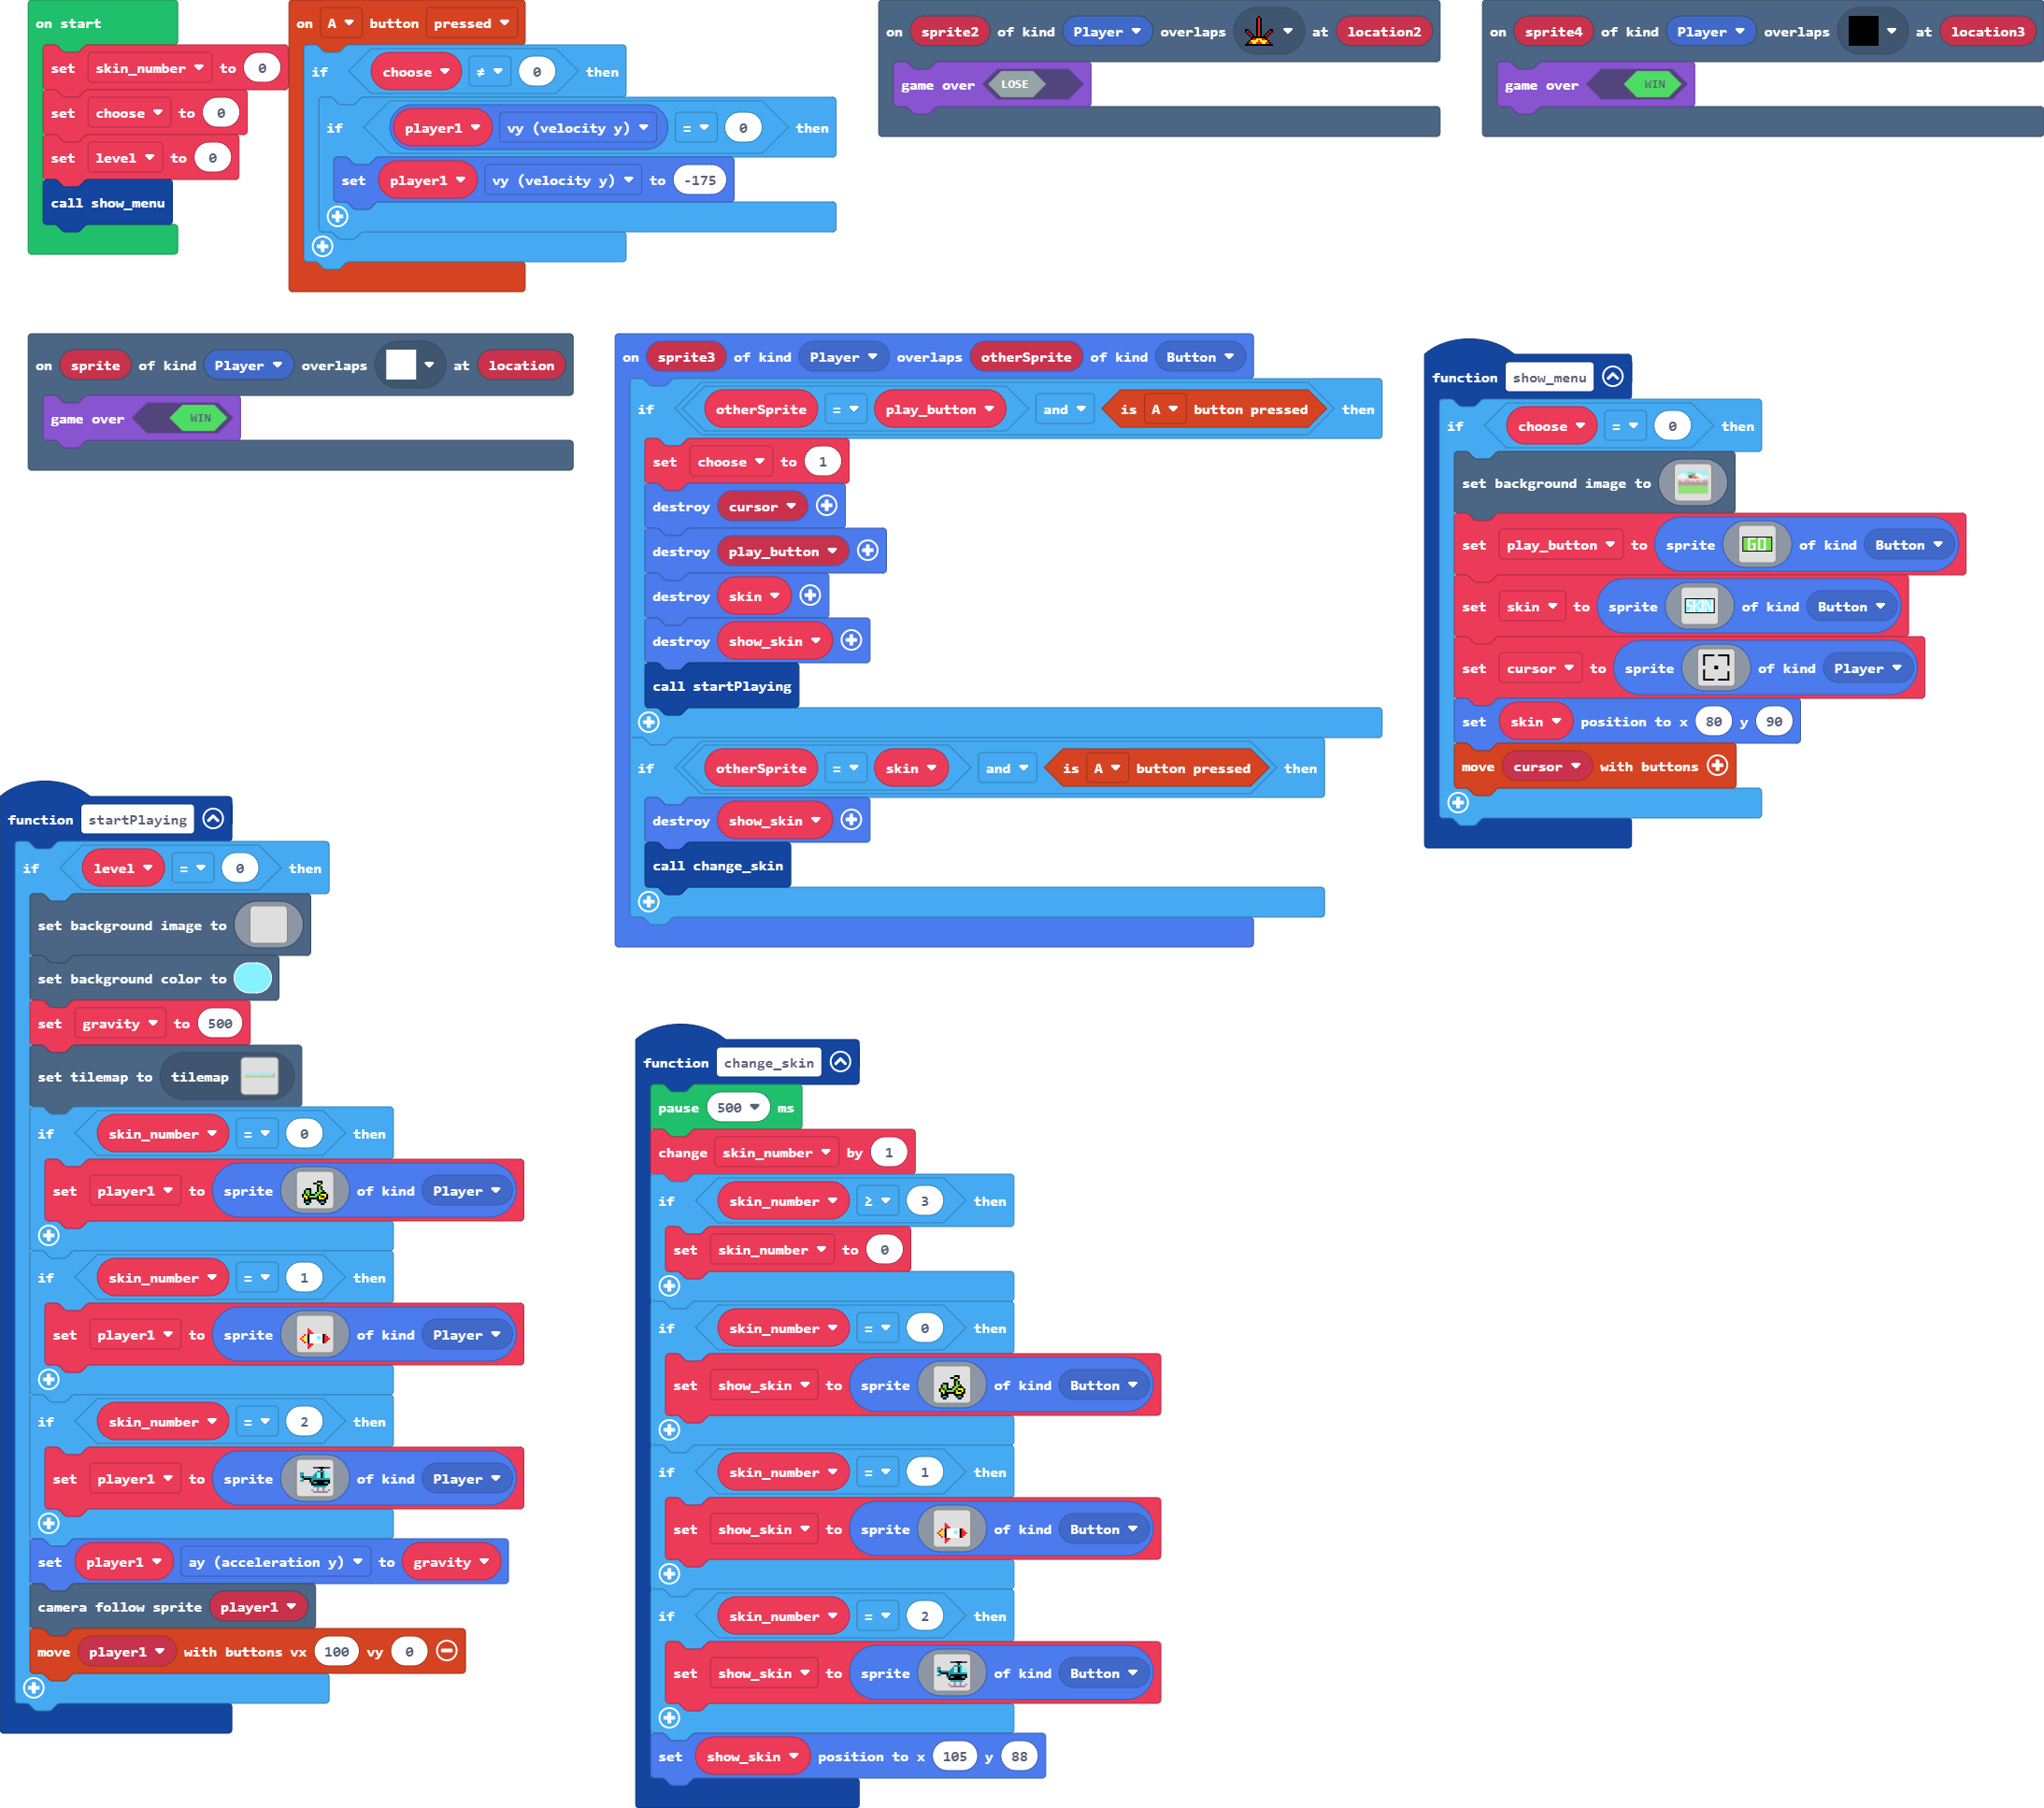 on start
set skin_number to 0
set choose to 0
set level to 0
call show_menu
on A button pressed
if choose ≠ 0 then
if player1 vy (velocity y) = 0 then
set player1 vy (velocity y) to -175
on sprite2 of kind Player overlaps at location2
game over LOSE
on sprite4 of kind Player overlaps at location3
game over WIN
on sprite of kind Player overlaps at location
game over WIN
on sprite3 of kind Player overlaps otherSprite of kind Button
if otherSprite = play_button and is A button pressed then
set choose to 1
destroy cursor
destroy play_button
destroy skin
destroy show_skin
call startPlaying
if otherSprite = skin and is A button pressed then
destroy show_skin
call change_skin
function show_menu
if choose = 0 then
set background image to
set play_button to sprite GO of kind Button
set skin to sprite SKIN of kind Button
set cursor to sprite of kind Player
set skin position to x 80 y 90
move cursor with buttons
function startPlaying
if level = 0 then
set background image to
set background color to
set gravity to 500
set tilemap to tilemap
if skin_number = 0 then
set player1 to sprite of kind Player
if skin_number = 1 then
set player1 to sprite of kind Player
if skin_number = 2 then
set player1 to sprite of kind Player
set player1 ay (acceleration y) to gravity
camera follow sprite player1
move player1 with buttons vx 100 vy 0
function change_skin
pause 500 ms
change skin_number by 1
if skin_number ≥ 3 then
set skin_number to 0
if skin_number = 0 then
set show_skin to sprite of kind Button
if skin_number = 1 then
set show_skin to sprite of kind Button
if skin_number = 2 then
set show_skin to sprite of kind Button
set show_skin position to x 105 y 88